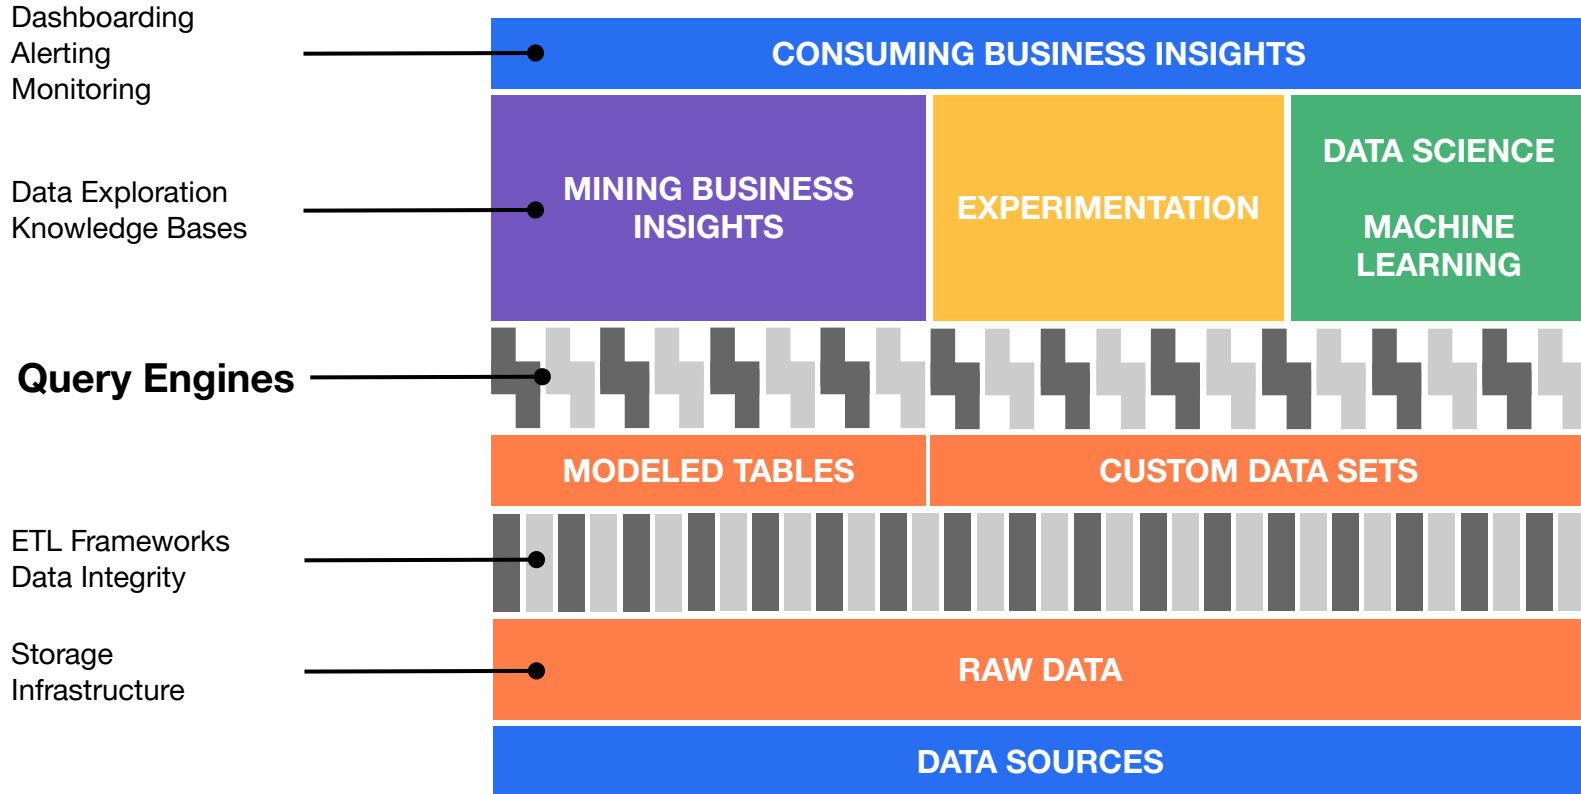 Dashboarding
Alerting
Monitoring
CONSUMING BUSINESS INSIGHTS
Data Exploration
Knowledge Bases
MINING BUSINESS
INSIGHTS
EXPERIMENTATION
DATA SCIENCE
MACHINE
LEARNING
Query Engines
MODELED TABLES
CUSTOM DATA SETS
ETL Frameworks
Data Integrity
Storage
Infrastructure
RAW DATA
DATA SOURCES